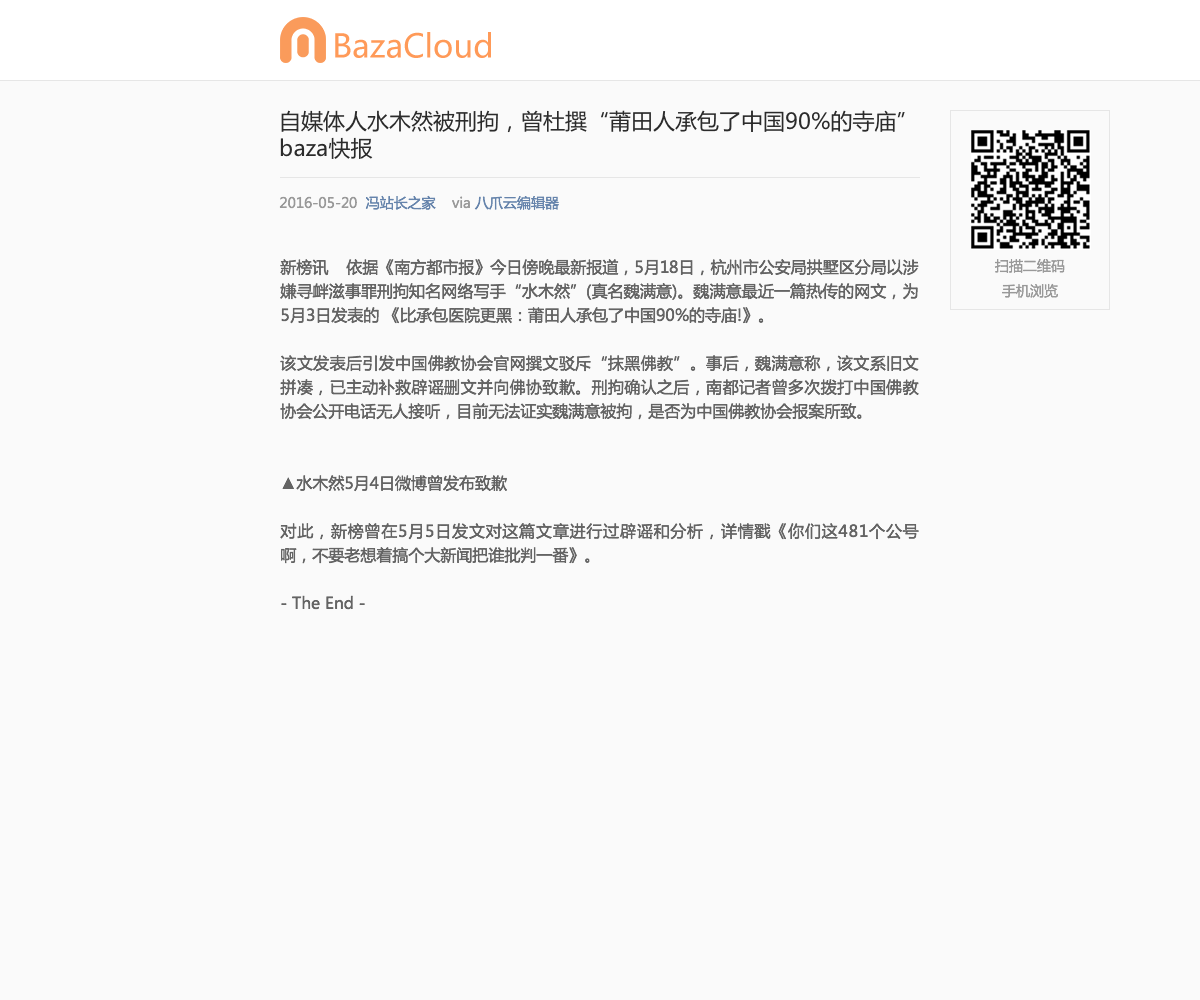 BazaCloud
自媒体人水木然被刑拘，曾杜撰“莆田人承包了中国90%的寺庙”
baza快报
2016-05-20 冯站长之家 via 八爪云编辑器
新榜讯　依据《南方都市报》今日傍晚最新报道，5月18日，杭州市公安局拱墅区分局以涉
嫌寻衅滋事罪刑拘知名网络写手“水木然”(真名魏满意)。魏满意最近一篇热传的网文，为
5月3日发表的 《比承包医院更黑：莆田人承包了中国90%的寺庙!》。
该文发表后引发中国佛教协会官网撰文驳斥“抹黑佛教”。事后，魏满意称，该文系旧文
拼凑，已主动补救辟谣删文并向佛协致歉。刑拘确认之后，南都记者曾多次拨打中国佛教
协会公开电话无人接听，目前无法证实魏满意被拘，是否为中国佛教协会报案所致。
▲水木然5月4日微博曾发布致歉
对此，新榜曾在5月5日发文对这篇文章进行过辟谣和分析，详情戳《你们这481个公号
啊，不要老想着搞个大新闻把谁批判一番》。
- The End -
扫描二维码
手机浏览